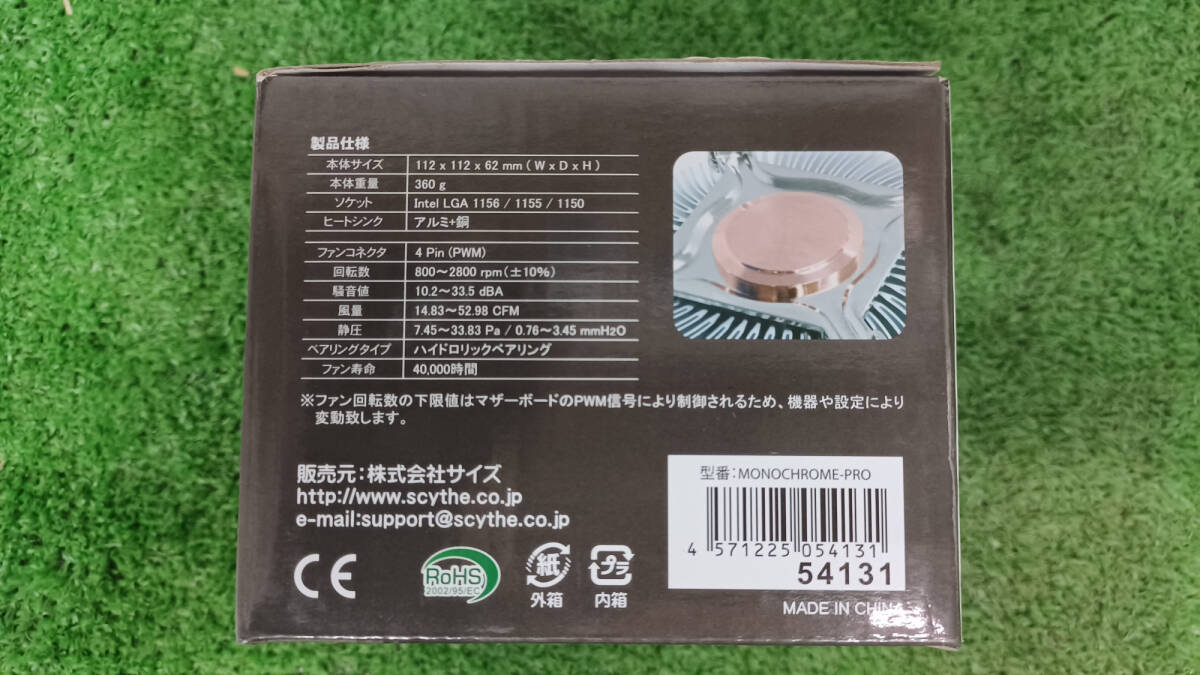 製品仕様
本体サイズ 112 x 112 x 62 mm ( W x D x H )
本体重量 360 g
ソケット Intel LGA 1156 / 1155 / 1150
ヒートシンク アルミ+銅
ファンコネクタ 4 Pin (PWM)
回転数 800～2800 rpm (±10%)
騒音値 10.2～33.5 dBA
風量 14.83～52.98 CFM
静圧 7.45～33.83 Pa / 0.76～3.45 mmH2O
ベアリングタイプ ハイドロリックベアリング
ファン寿命 40,000時間
※ファン回転数の下限値はマザーボードのPWM信号により制御されるため、機器や設定により
変動致します。
販売元：株式会社サイズ
http://www.scythe.co.jp
e-mail:support@scythe.co.jp
CE
RoHS
2002/95/EC
紙
外箱
プラ
内箱
型番：MONOCHROME-PRO
4 571225 054131
54131
MADE IN CHINA